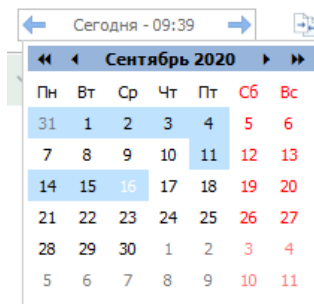 Сегодня - 09:39
Сентябрь 2020
Пн Вт Ср Чт Пт Сб Вс
31 1 2 3 4 5 6
7 8 9 10 11 12 13
14 15 16 17 18 19 20
21 22 23 24 25 26 27
28 29 30 1 2 3 4
5 6 7 8 9 10 11